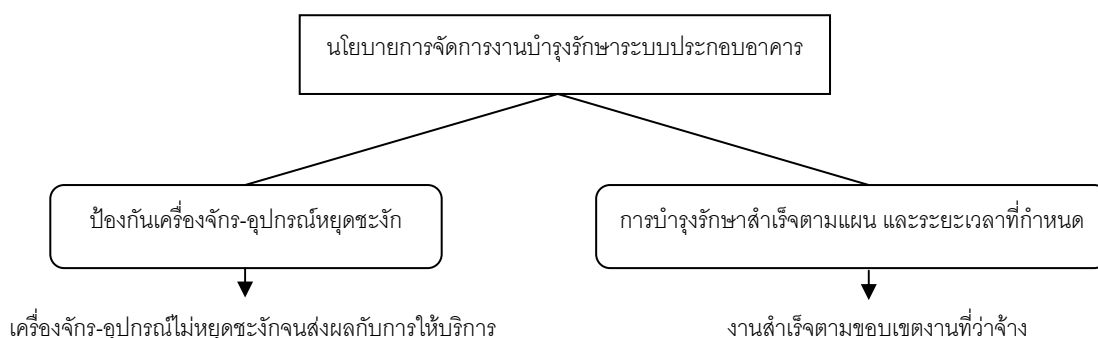 นโยบายการจัดการงานบำรุงรักษาระบบประกอบอาคาร
ป้องกันเครื่องจักร-อุปกรณ์หยุดชะงัก
การบำรุงรักษาสำเร็จตามแผน และระยะเวลาที่กำหนด
เครื่องจักร-อุปกรณ์ไม่หยุดชะงักจนส่งผลกับการให้บริการ
งานสำเร็จตามขอบเขตงานที่ว่าจ้าง